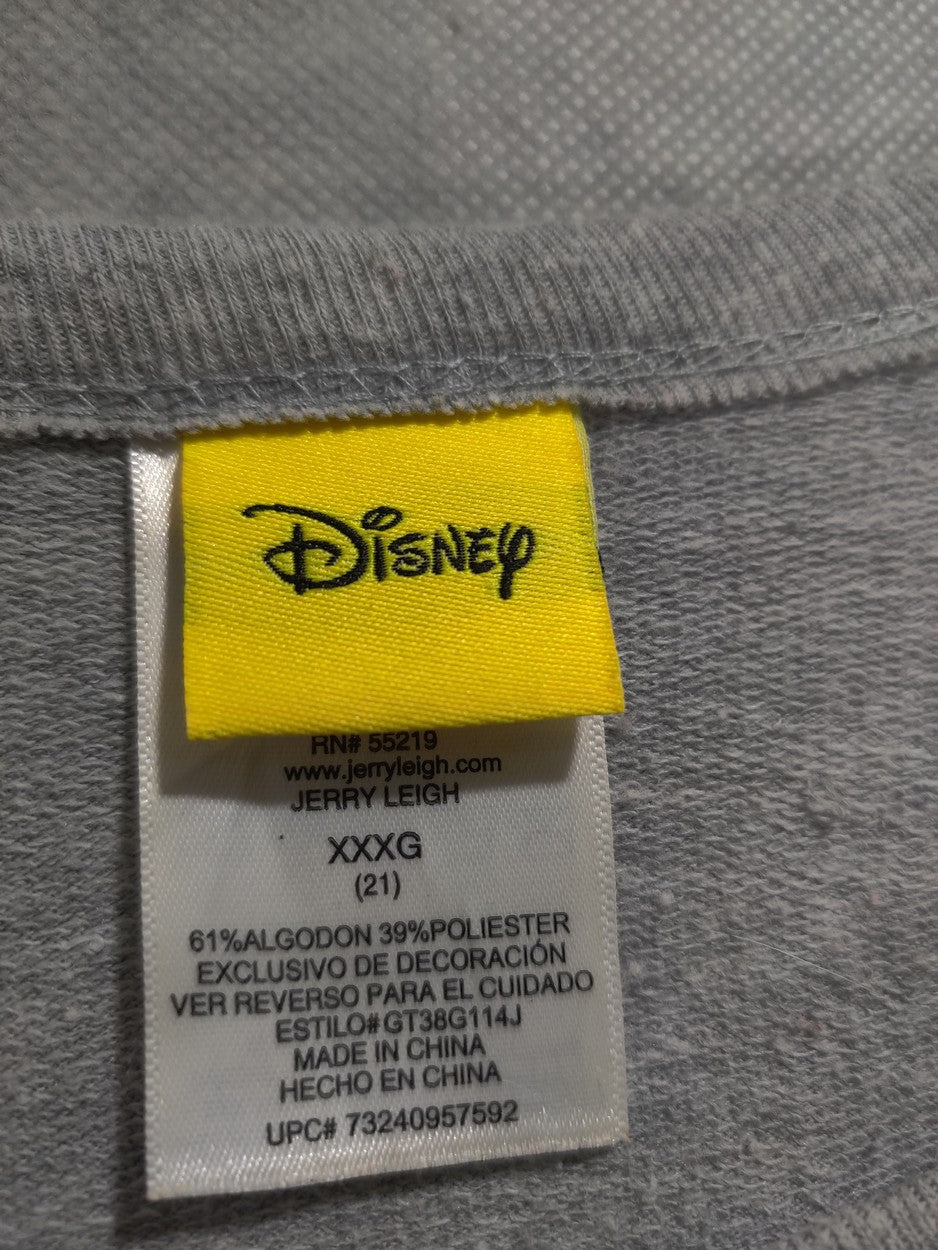 Disney
RN# 55219
www.jerryleigh.com
JERRY LEIGH
XXXG
(21)
61%ALGODON 39%POLIESTER
EXCLUSIVO DE DECORACIÓN
VER REVERSO PARA EL CUIDADO
ESTILO#GT38G114J
MADE IN CHINA
HECHO EN CHINA
UPC# 73240957592